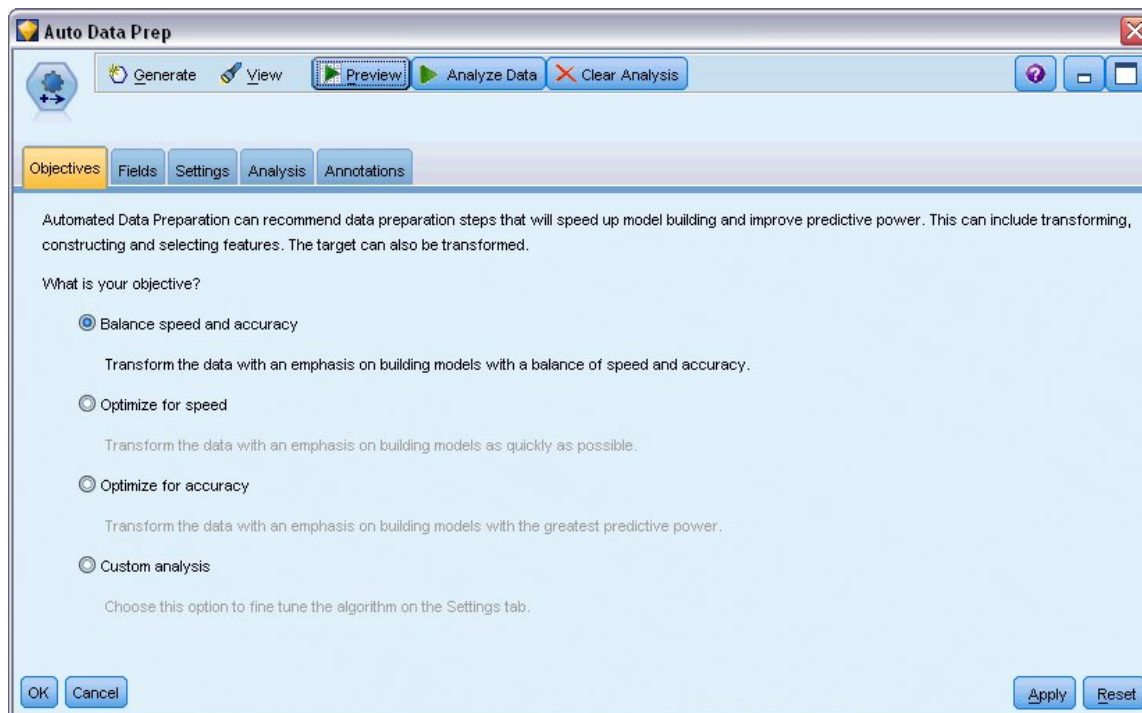 Auto Data Prep
Generate View Preview Analyze Data Clear Analysis
Objectives Fields Settings Analysis Annotations
Automated Data Preparation can recommend data preparation steps that will speed up model building and improve predictive power. This can include transforming,
constructing and selecting features. The target can also be transformed.
What is your objective?
Balance speed and accuracy
Transform the data with an emphasis on building models with a balance of speed and accuracy.
Optimize for speed
Transform the data with an emphasis on building models as quickly as possible.
Optimize for accuracy
Transform the data with an emphasis on building models with the greatest predictive power.
Custom analysis
Choose this option to fine tune the algorithm on the Settings tab.
OK Cancel Apply Reset